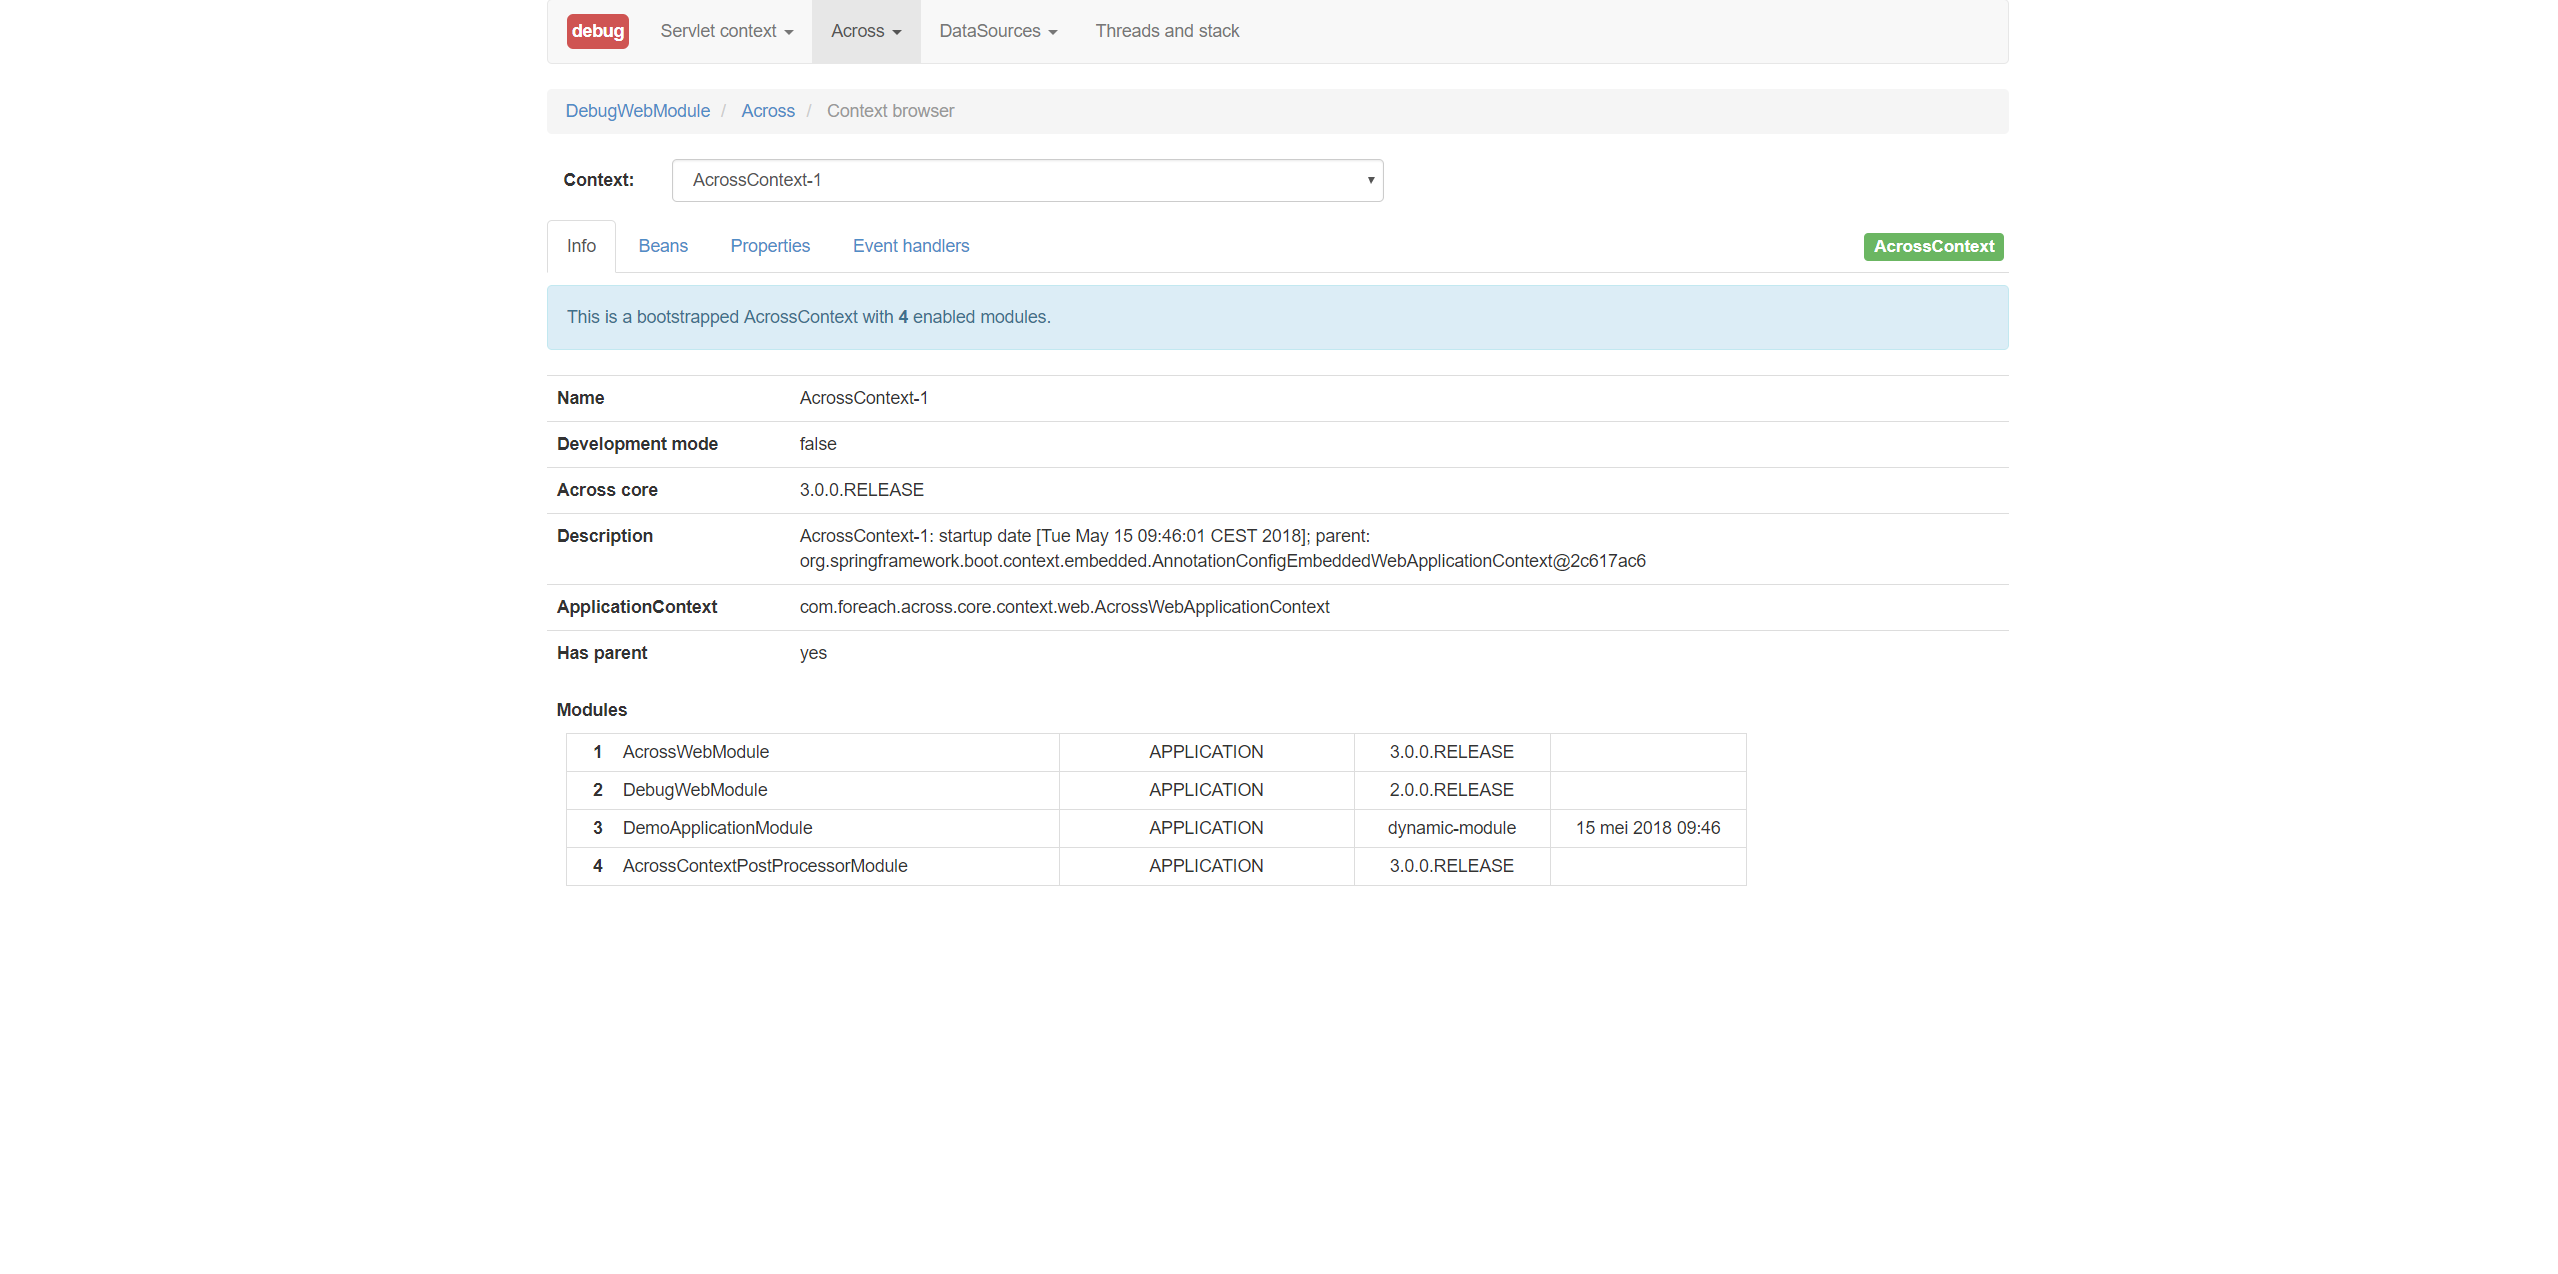 debug Servlet context Across DataSources Threads and stack
DebugWebModule / Across / Context browser
Context: AcrossContext-1
Info Beans Properties Event handlers AcrossContext
This is a bootstrapped AcrossContext with 4 enabled modules.
Name AcrossContext-1
Development mode false
Across core 3.0.0.RELEASE
Description AcrossContext-1: startup date [Tue May 15 09:46:01 CEST 2018]; parent:
org.springframework.boot.context.embedded.AnnotationConfigEmbeddedWebApplicationContext@2c617ac6
ApplicationContext com.foreach.across.core.context.web.AcrossWebApplicationContext
Has parent yes
Modules
1 AcrossWebModule APPLICATION 3.0.0.RELEASE
2 DebugWebModule APPLICATION 2.0.0.RELEASE
3 DemoApplicationModule APPLICATION dynamic-module 15 mei 2018 09:46
4 AcrossContextPostProcessorModule APPLICATION 3.0.0.RELEASE